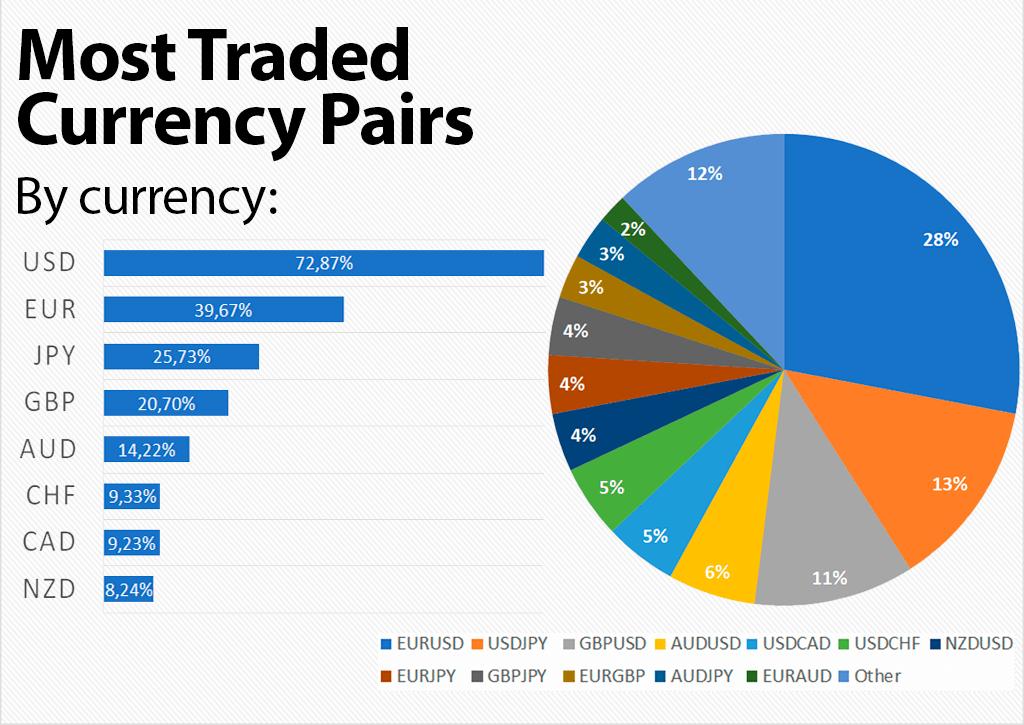 Most Traded
Currency Pairs
By currency:
USD 72,87%
EUR 39,67%
JPY 25,73%
GBP 20,70%
AUD 14,22%
CHF 9,33%
CAD 9,23%
NZD 8,24%
28%
13%
11%
6%
5%
5%
4%
4%
4%
3%
3%
2%
12%
EURUSD USDJPY GBPUSD AUDUSD USDCAD USDCHF NZDUSD
EURJPY GBPJPY EURGBP AUDJPY EURAUD Other